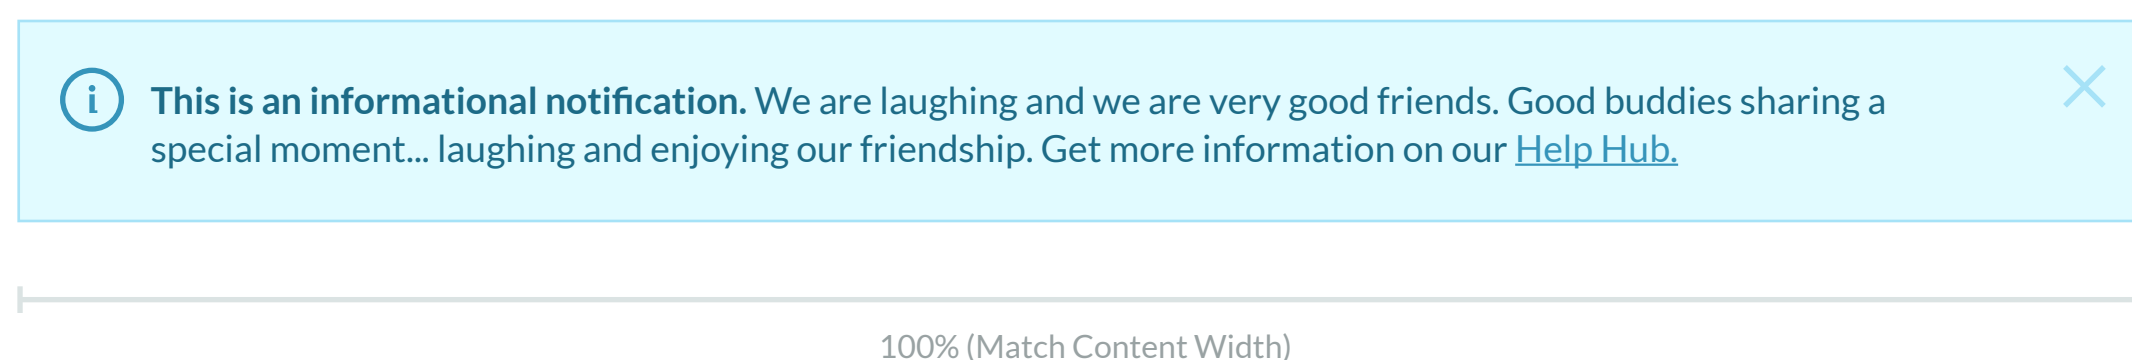 This is an informational notification. We are laughing and we are very good friends. Good buddies sharing a
special moment... laughing and enjoying our friendship. Get more information on our Help Hub.
100% (Match Content Width)